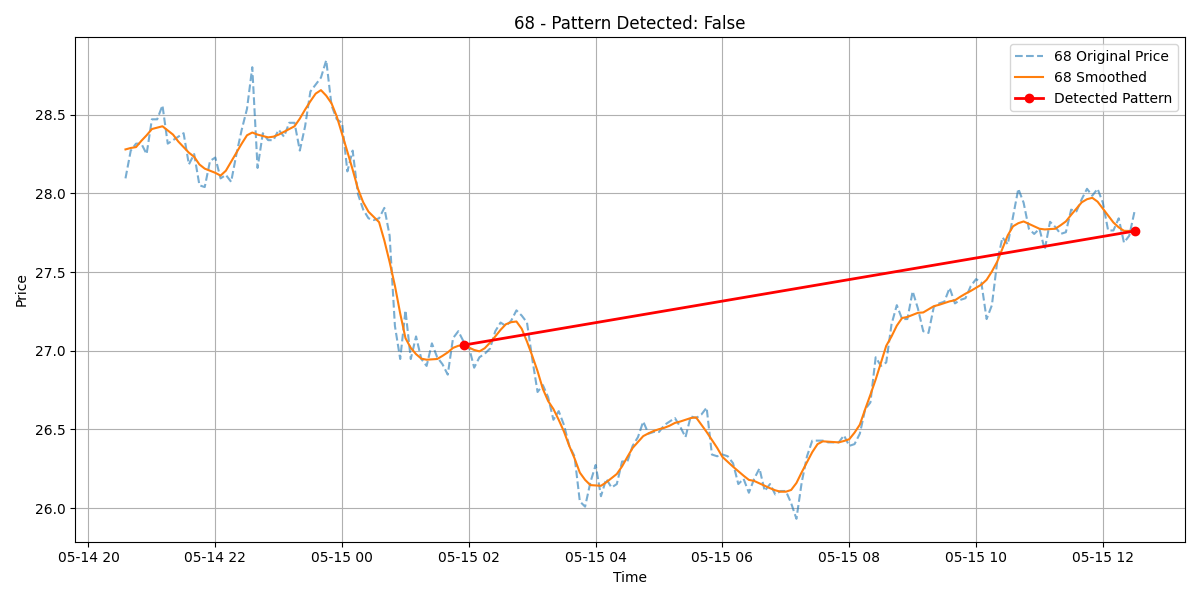 68 - Pattern Detected: False
68 Original Price
68 Smoothed
Detected Pattern
Price
28.5
28.0
27.5
27.0
26.5
26.0
05-14 20
05-14 22
05-15 00
05-15 02
05-15 04
05-15 06
05-15 08
05-15 10
05-15 12
Time